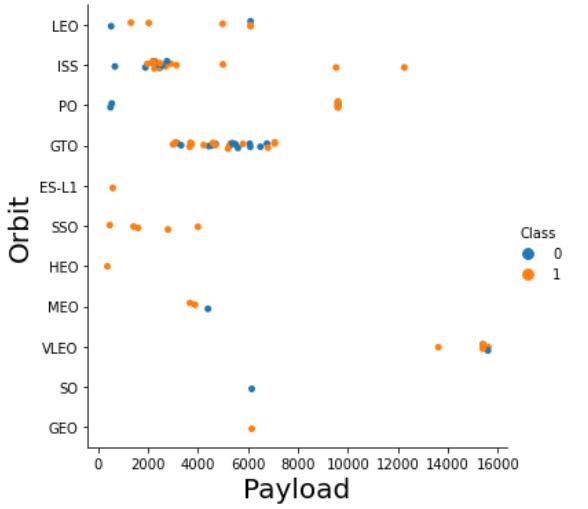 LEO
ISS
PO
GTO
ES-L1
SSO
HEO
MEO
VLEO
SO
GEO
Orbit
0 2000 4000 6000 8000 10000 12000 14000 16000
Payload
Class
0
1